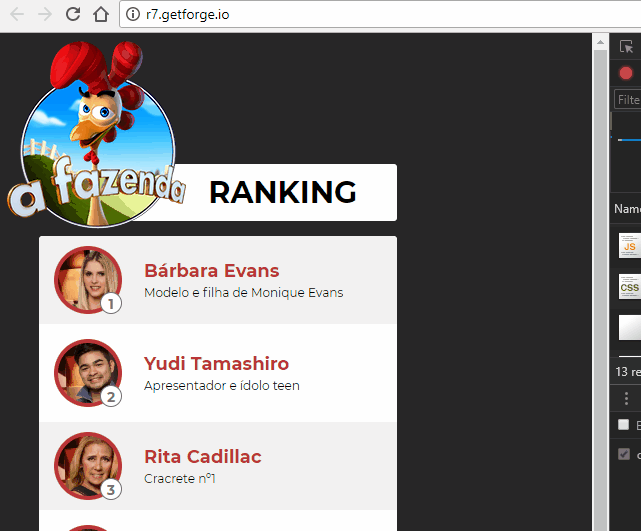 r7.getforge.io
a fazenda
RANKING
Bárbara Evans
Modelo e filha de Monique Evans
1
Yudi Tamashiro
Apresentador e ídolo teen
2
Rita Cadillac
Cracrete nº1
3
Filte
Name
JS
CSS
13 re